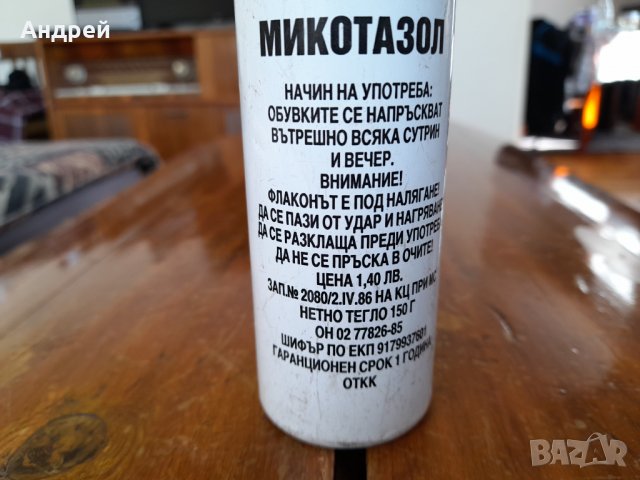 Андрей
МИКОТАЗОЛ
НАЧИН НА УПОТРЕБА:
ОБУВКИТЕ СЕ НАПРЪСКВАТ
ВЪТРЕШНО ВСЯКА СУТРИН
И ВЕЧЕР.
ВНИМАНИЕ!
ФЛАКОНЪТ Е ПОД НАЛЯГАНЕ!
ДА СЕ ПАЗИ ОТ УДАР И НАГРЯВАНЕ
ДА СЕ РАЗКЛАЩА ПРЕДИ УПОТРЕБА
ДА НЕ СЕ ПРЪСКА В ОЧИТЕ!
ЦЕНА 1,40 ЛВ.
ЗАП.№ 2080/2.IV.86 НА КЦ ПРИ МС
НЕТНО ТЕГЛО 150 Г
ОН 02 77826-85
ШИФЪР ПО ЕКП 9179937601
ГАРАНЦИОНЕН СРОК 1 ГОДИНА
ОТКК
BAZAR